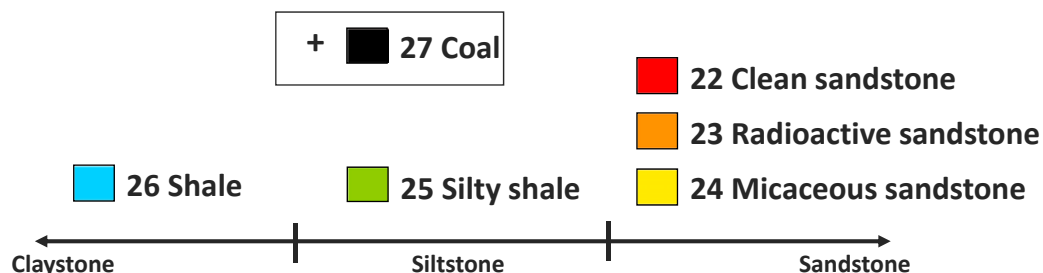 + 27 Coal
22 Clean sandstone
23 Radioactive sandstone
26 Shale
25 Silty shale
24 Micaceous sandstone
Claystone
Siltstone
Sandstone